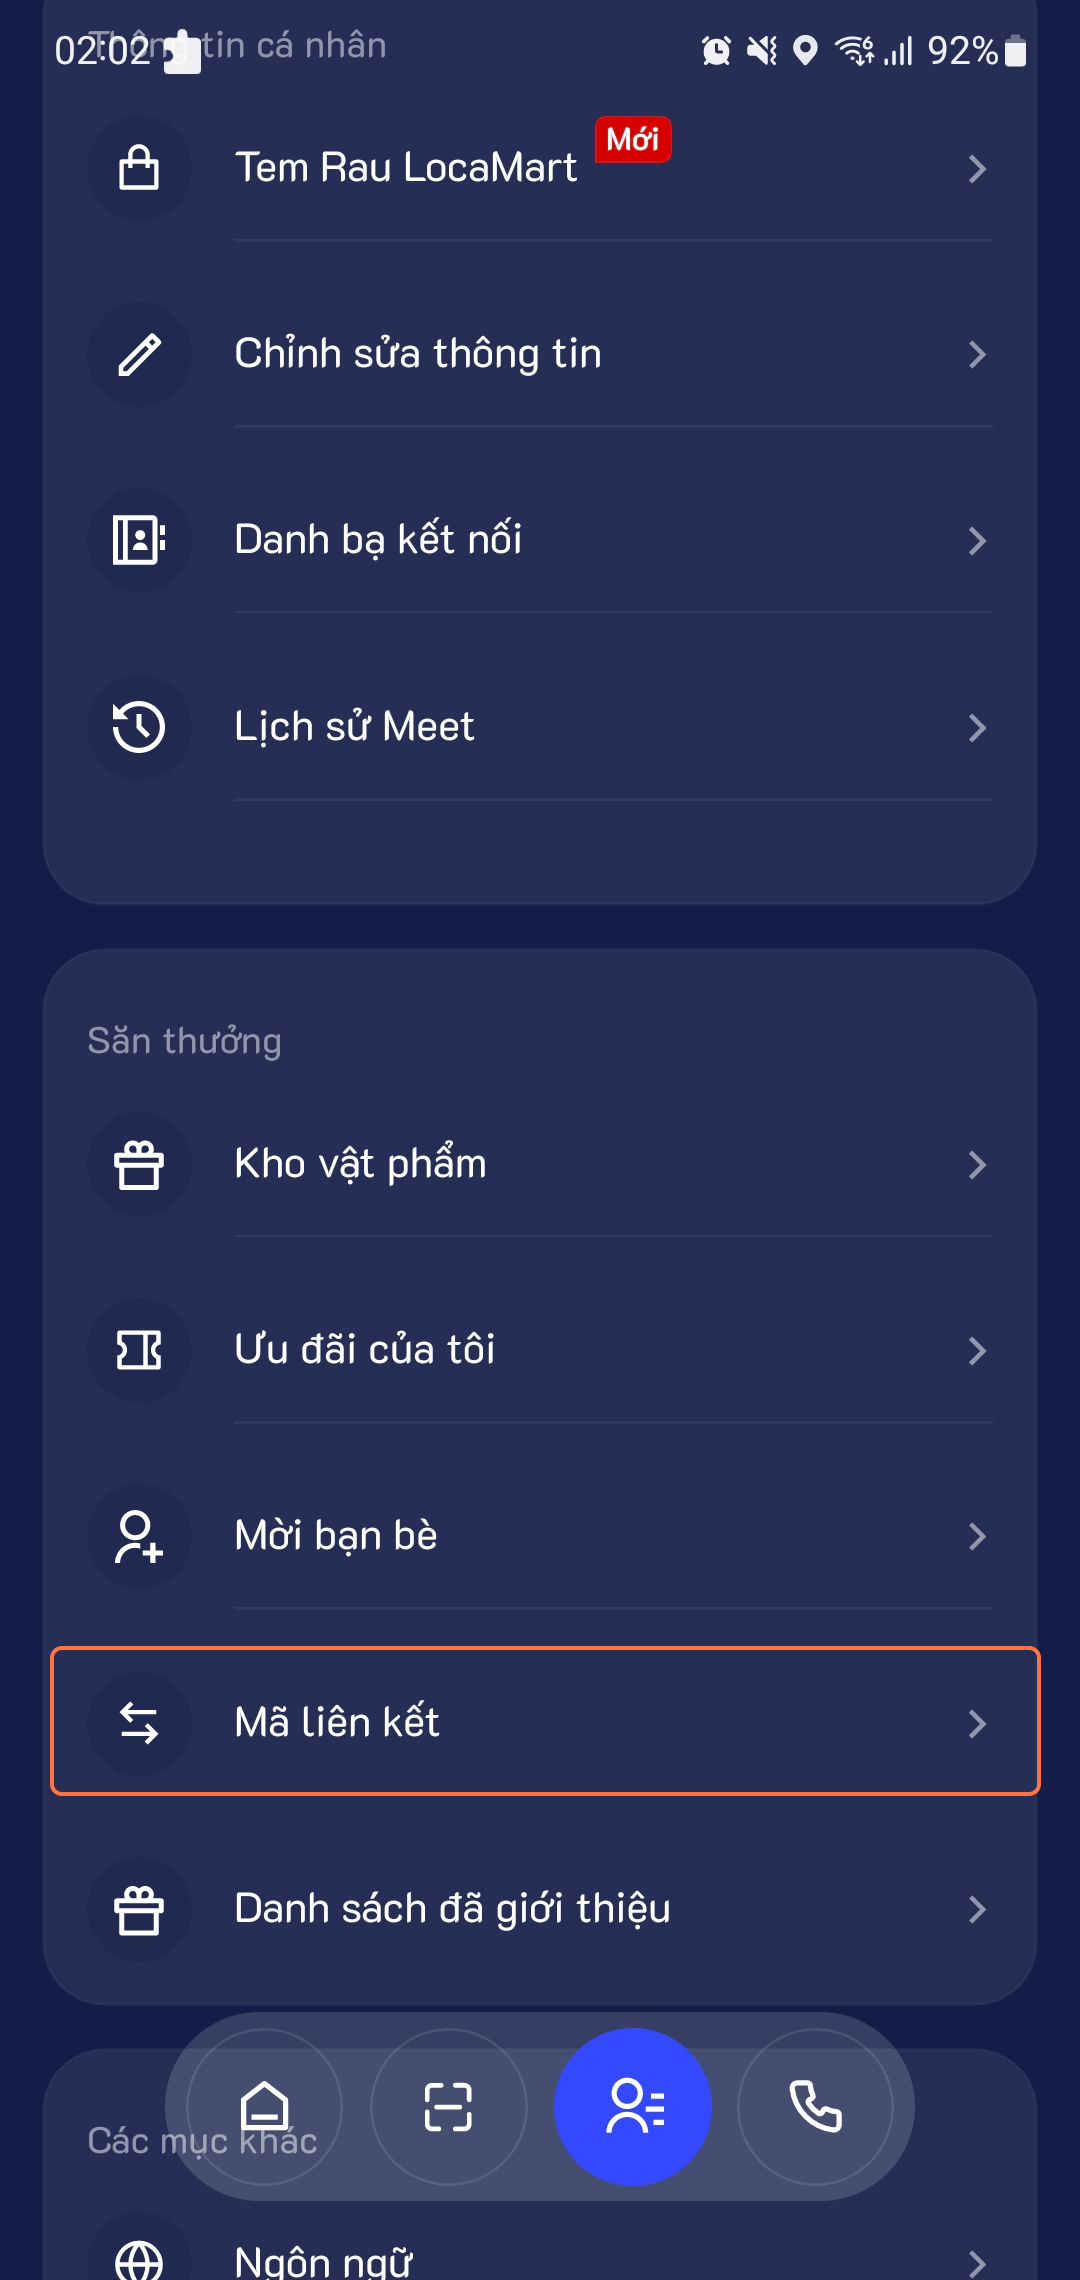 Thông tin cá nhân
02:02
92%
Tem Rau LocaMart
Mới
Chỉnh sửa thông tin
Danh bạ kết nối
Lịch sử Meet
Săn thưởng
Kho vật phẩm
Ưu đãi của tôi
Mời bạn bè
Mã liên kết
Danh sách đã giới thiệu
Các mục khác
Ngôn ngữ